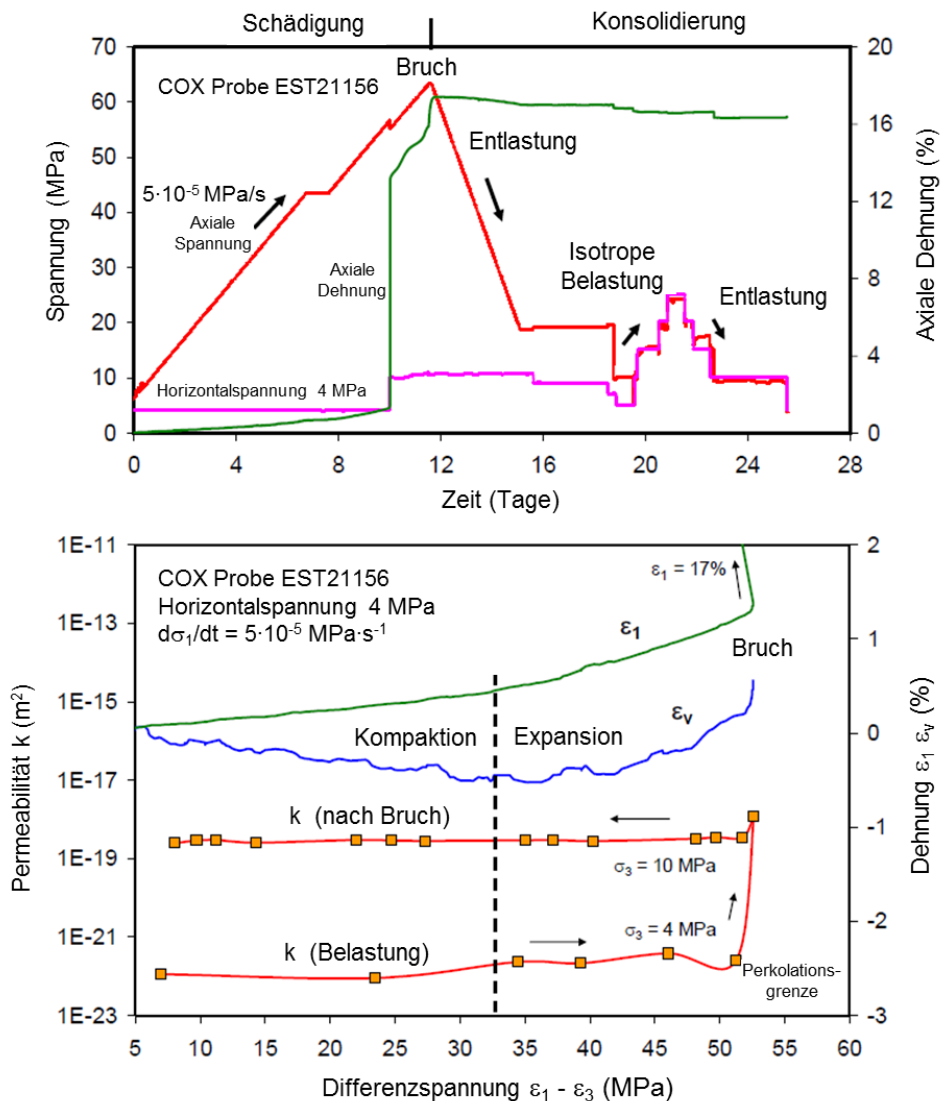 Schädigung
Konsolidierung
Bruch
COX Probe EST21156
Entlastung
5·10⁻⁵ MPa/s
Axiale
Spannung
Axiale
Dehnung
Isotrope
Belastung
Entlastung
Horizontalspannung 4 MPa
Spannung (MPa)
70
60
50
40
30
20
10
0
Axiale Dehnung (%)
20
16
12
8
4
0
0 4 8 12 16 20 24 28
Zeit (Tage)
COX Probe EST21156
Horizontalspannung 4 MPa
dσ₁/dt = 5·10⁻⁵ MPa·s⁻¹
ε₁ = 17%
ε₁
Bruch
εᵥ
Kompaktion
Expansion
k (nach Bruch)
σ₃ = 10 MPa
σ₃ = 4 MPa
k (Belastung)
Perkolations-
grenze
Permeabilität k (m²)
1E-11
1E-13
1E-15
1E-17
1E-19
1E-21
1E-23
Dehnung ε₁ εᵥ (%)
2
1
0
-1
-2
-3
5 10 15 20 25 30 35 40 45 50 55 60
Differenzspannung ε₁ - ε₃ (MPa)